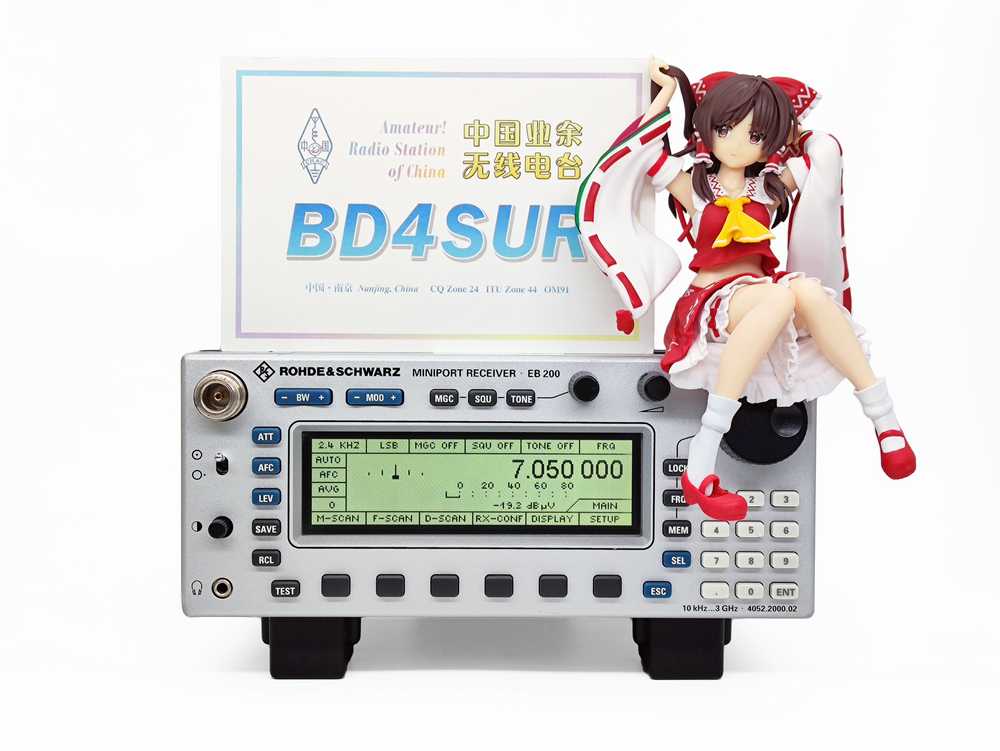 Amateur!
Radio Station
of China
中国业余
无线电台
BD4SUR
中国·南京 Nanjing, China CQ Zone 24 ITU Zone 44 OM91
ROHDE&SCHWARZ MINIPORT RECEIVER · EB 200
− BW + − MOD + MGC SQU TONE
ATT
AFC
LEV
SAVE
RCL
TEST
2.4 KHZ LSB MGC OFF SQU OFF TONE OFF FRQ
AUTO
AFC
AVG
0
7.050 000
0 20 40 60 80
-19.2 dBµV MAIN
M-SCAN F-SCAN D-SCAN RX-CONF DISPLAY SETUP
LOCK
FRQ 2 3
MEM 4 5 6
SEL 7 8 9
ESC . 0 ENT
10 kHz...3 GHz · 4052.2000.02